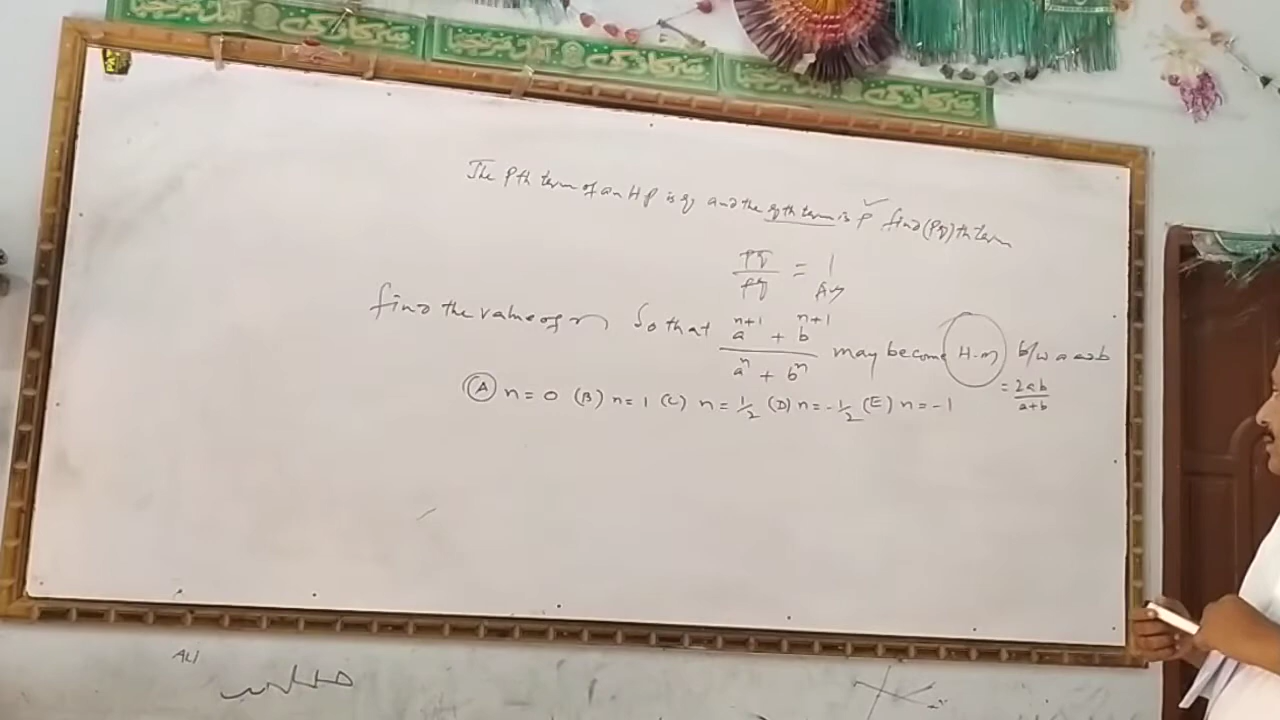 The pth term of an HP is q and the qth term is p find (pq)th term
pq/pq = 1 Ans
find the value of n So that (a^(n+1) + b^(n+1))/(a^n + b^n) may become H.m b/w a and b
= 2ab/(a+b)
(A) n = 0 (B) n = 1 (C) n = 1/2 (D) n = -1/2 (E) n = -1
ALI